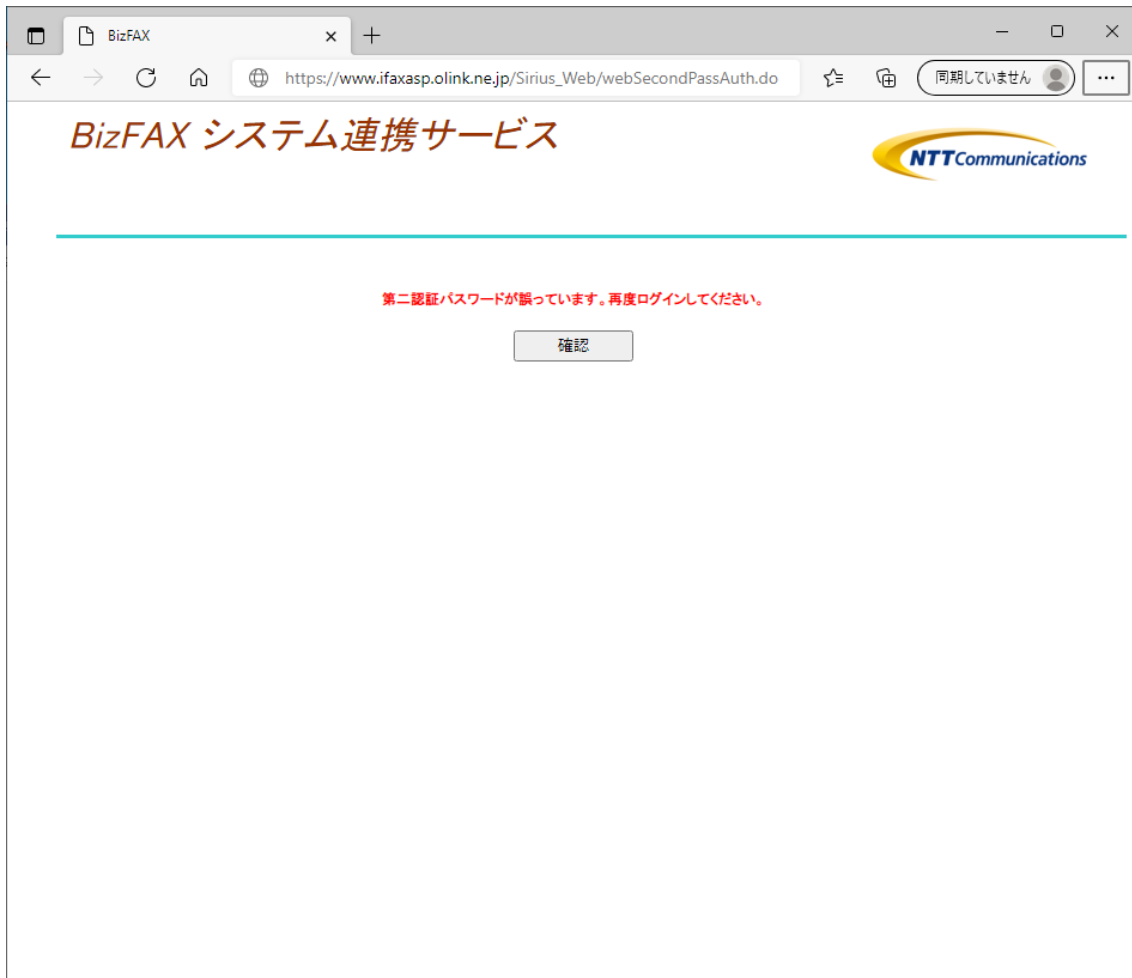 BizFAX
https://www.ifaxasp.olink.ne.jp/Sirius_Web/webSecondPassAuth.do
同期していません
BizFAX システム連携サービス
NTTCommunications
第二認証パスワードが誤っています。再度ログインしてください。
確認